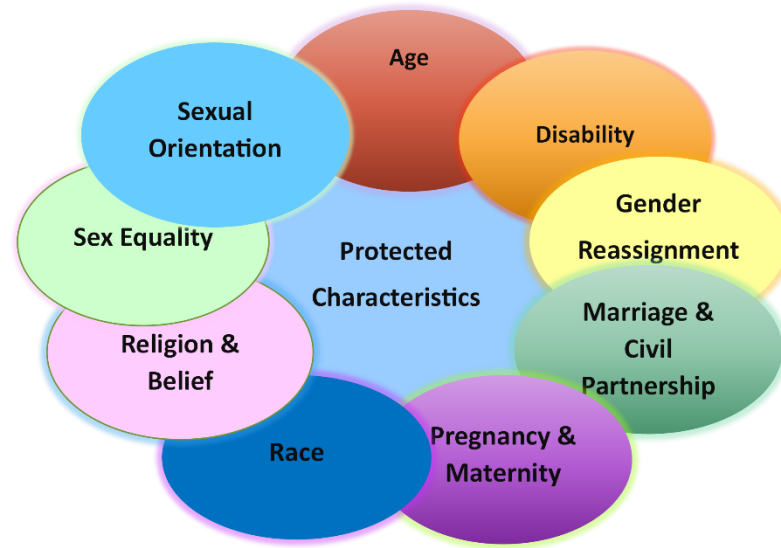 Age
Disability
Gender
Reassignment
Marriage &
Civil
Partnership
Pregnancy &
Maternity
Race
Religion &
Belief
Sex Equality
Sexual
Orientation
Protected
Characteristics